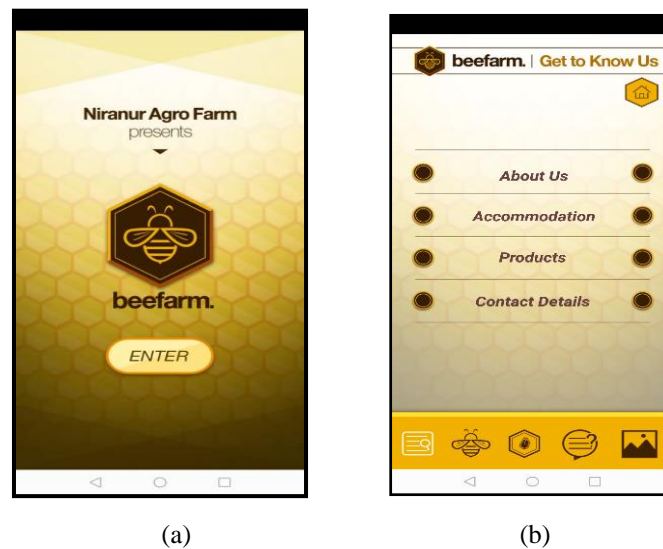 Niranur Agro Farm
presents
beefarm.
ENTER
(a)
beefarm. | Get to Know Us
About Us
Accommodation
Products
Contact Details
(b)